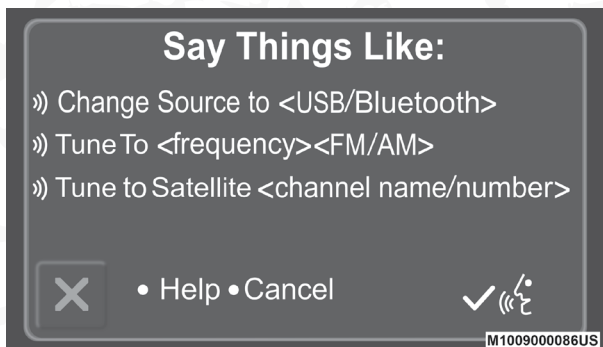 Say Things Like:
Change Source to <USB/Bluetooth>
Tune To <frequency><FM/AM>
Tune to Satellite <channel name/number>
• Help • Cancel
M1009000086US